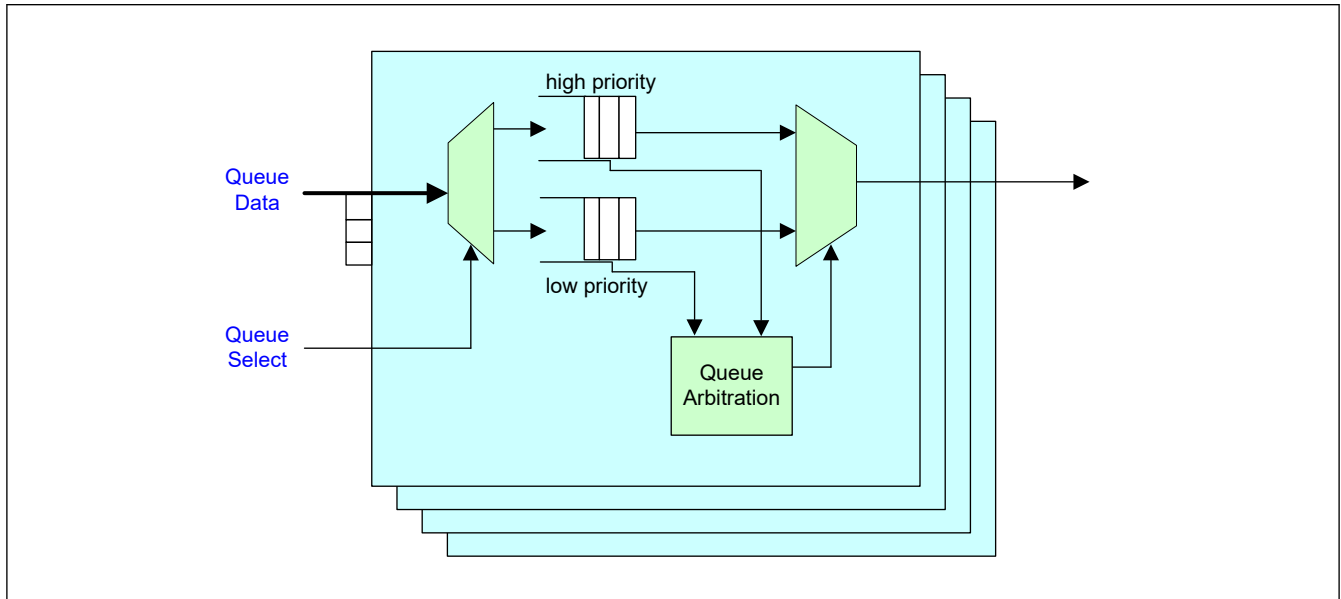 high priority
Queue
Data
low priority
Queue
Select
Queue
Arbitration